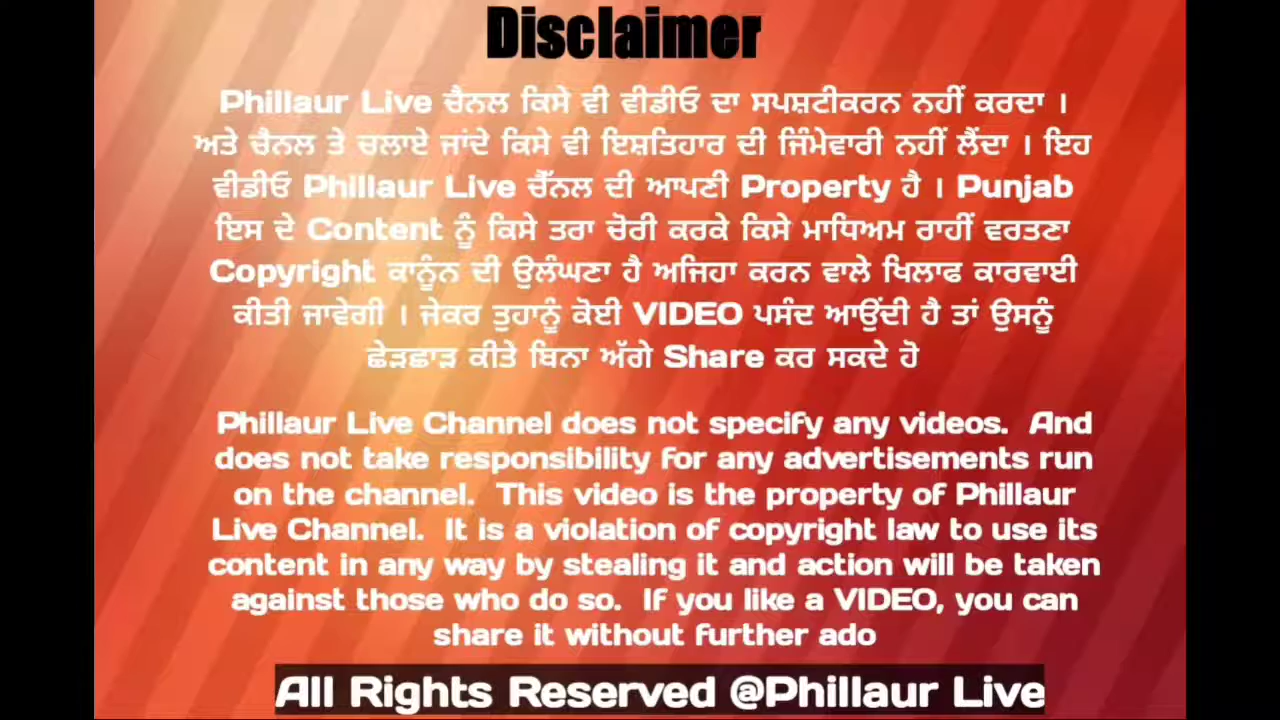 Disclaimer
Phillaur Live ਚੈਨਲ ਕਿਸੇ ਵੀ ਵੀਡੀਓ ਦਾ ਸਪਸ਼ਟੀਕਰਨ ਨਹੀਂ ਕਰਦਾ ।
ਅਤੇ ਚੈਨਲ ਤੇ ਚਲਾਏ ਜਾਂਦੇ ਕਿਸੇ ਵੀ ਇਸ਼ਤਿਹਾਰ ਦੀ ਜਿੰਮੇਵਾਰੀ ਨਹੀਂ ਲੈਂਦਾ । ਇਹ
ਵੀਡੀਓ Phillaur Live ਚੈੱਨਲ ਦੀ ਆਪਣੀ Property ਹੈ । Punjab
ਇਸ ਦੇ Content ਨੂੰ ਕਿਸੇ ਤਰਾ ਚੋਰੀ ਕਰਕੇ ਕਿਸੇ ਮਾਧਿਅਮ ਰਾਹੀਂ ਵਰਤਣਾ
Copyright ਕਾਨੂੰਨ ਦੀ ਉਲੰਘਣਾ ਹੈ ਅਜਿਹਾ ਕਰਨ ਵਾਲੇ ਖਿਲਾਫ ਕਾਰਵਾਈ
ਕੀਤੀ ਜਾਵੇਗੀ । ਜੇਕਰ ਤੁਹਾਨੂੰ ਕੋਈ VIDEO ਪਸੰਦ ਆਉਂਦੀ ਹੈ ਤਾਂ ਉਸਨੂੰ
ਛੇੜਛਾੜ ਕੀਤੇ ਬਿਨਾ ਅੱਗੇ Share ਕਰ ਸਕਦੇ ਹੋ
Phillaur Live Channel does not specify any videos. And
does not take responsibility for any advertisements run
on the channel. This video is the property of Phillaur
Live Channel. It is a violation of copyright law to use its
content in any way by stealing it and action will be taken
against those who do so. If you like a VIDEO, you can
share it without further ado
All Rights Reserved @Phillaur Live